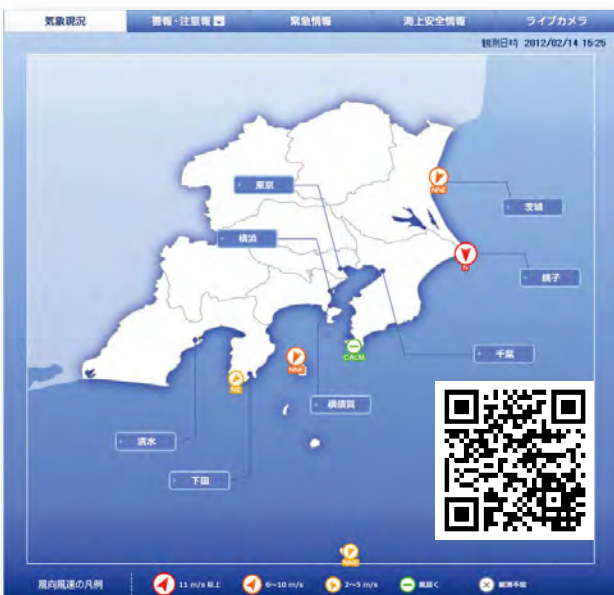 気象現況
警報・注意報
緊急情報
海上安全情報
ライブカメラ
観測日時 2012/02/14 15:25
東京
NNE
茨城
横浜
N
銚子
CALM
千葉
NNE
NE
横須賀
清水
下田
NNE
風向風速の凡例
11 m/s 以上
6～10 m/s
2～5 m/s
風弱く
観測不能